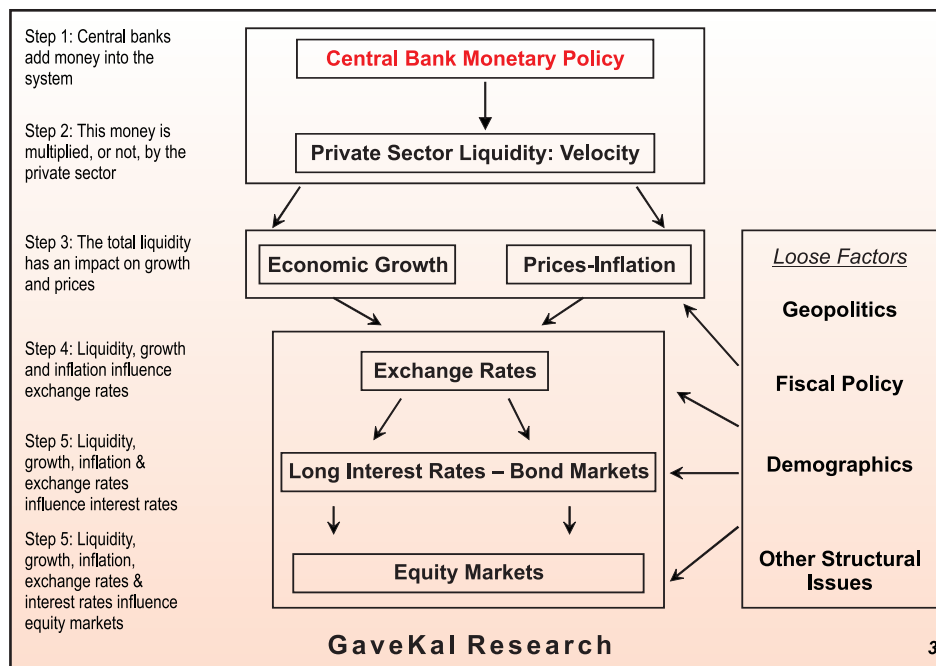 Step 1: Central banks
add money into the
system
Central Bank Monetary Policy
Step 2: This money is
multiplied, or not, by the
private sector
Private Sector Liquidity: Velocity
Step 3: The total liquidity
has an impact on growth
and prices
Economic Growth
Prices-Inflation
Loose Factors
Geopolitics
Fiscal Policy
Demographics
Other Structural
Issues
Step 4: Liquidity, growth
and inflation influence
exchange rates
Exchange Rates
Step 5: Liquidity,
growth, inflation &
exchange rates
influence interest rates
Long Interest Rates – Bond Markets
Step 5: Liquidity,
growth, inflation,
exchange rates &
interest rates influence
equity markets
Equity Markets
GaveKal Research
3